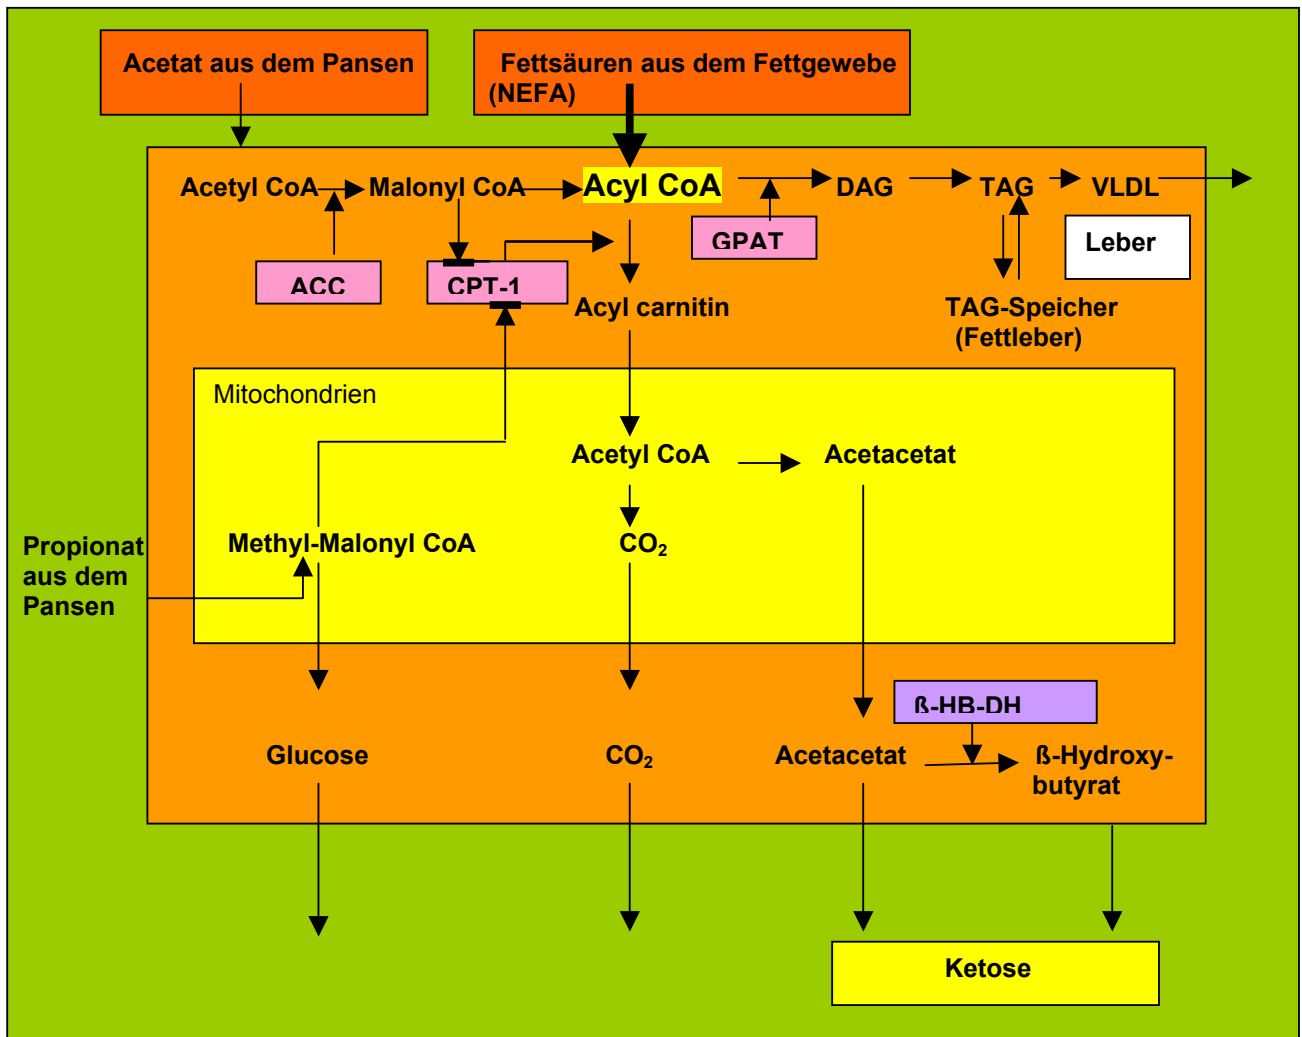 Acetat aus dem Pansen
Fettsäuren aus dem Fettgewebe
(NEFA)
Acetyl CoA
Malonyl CoA
Acyl CoA
DAG
TAG
VLDL
ACC
CPT-1
GPAT
Leber
Acyl carnitin
TAG-Speicher
(Fettleber)
Mitochondrien
Acetyl CoA
Acetacetat
Propionat
aus dem
Pansen
Methyl-Malonyl CoA
CO₂
ß-HB-DH
Glucose
CO₂
Acetacetat
ß-Hydroxy-
butyrat
Ketose